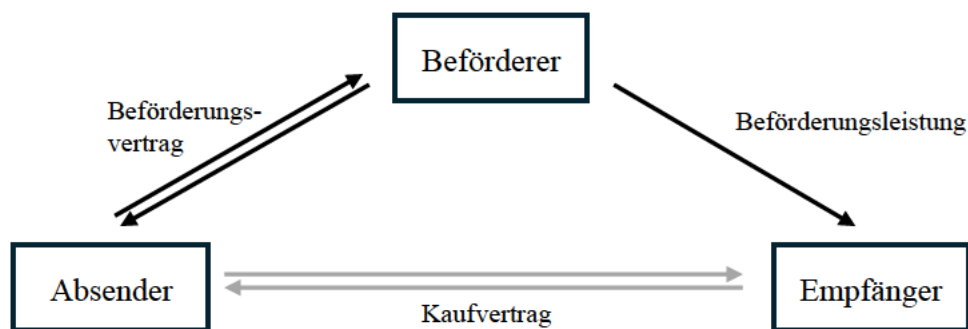 Beförderer
Beförderungs-
vertrag
Beförderungsleistung
Absender
Empfänger
Kaufvertrag